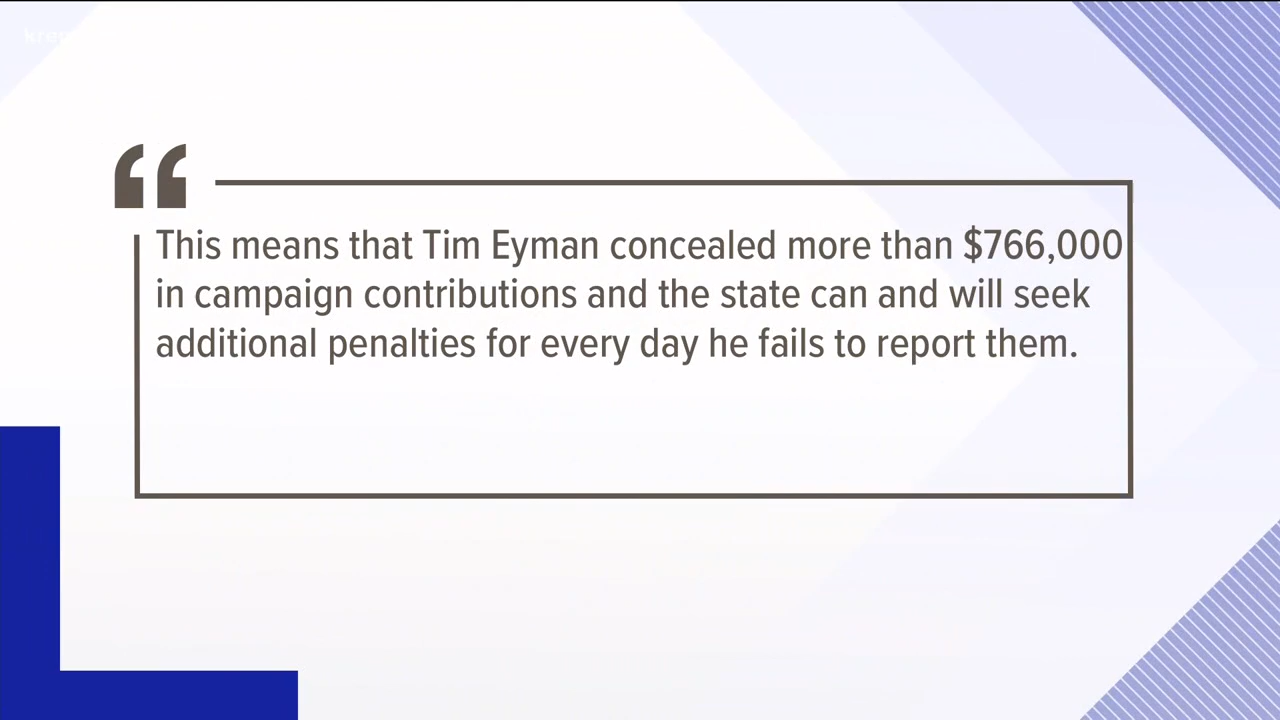 “
This means that Tim Eyman concealed more than $766,000
in campaign contributions and the state can and will seek
additional penalties for every day he fails to report them.